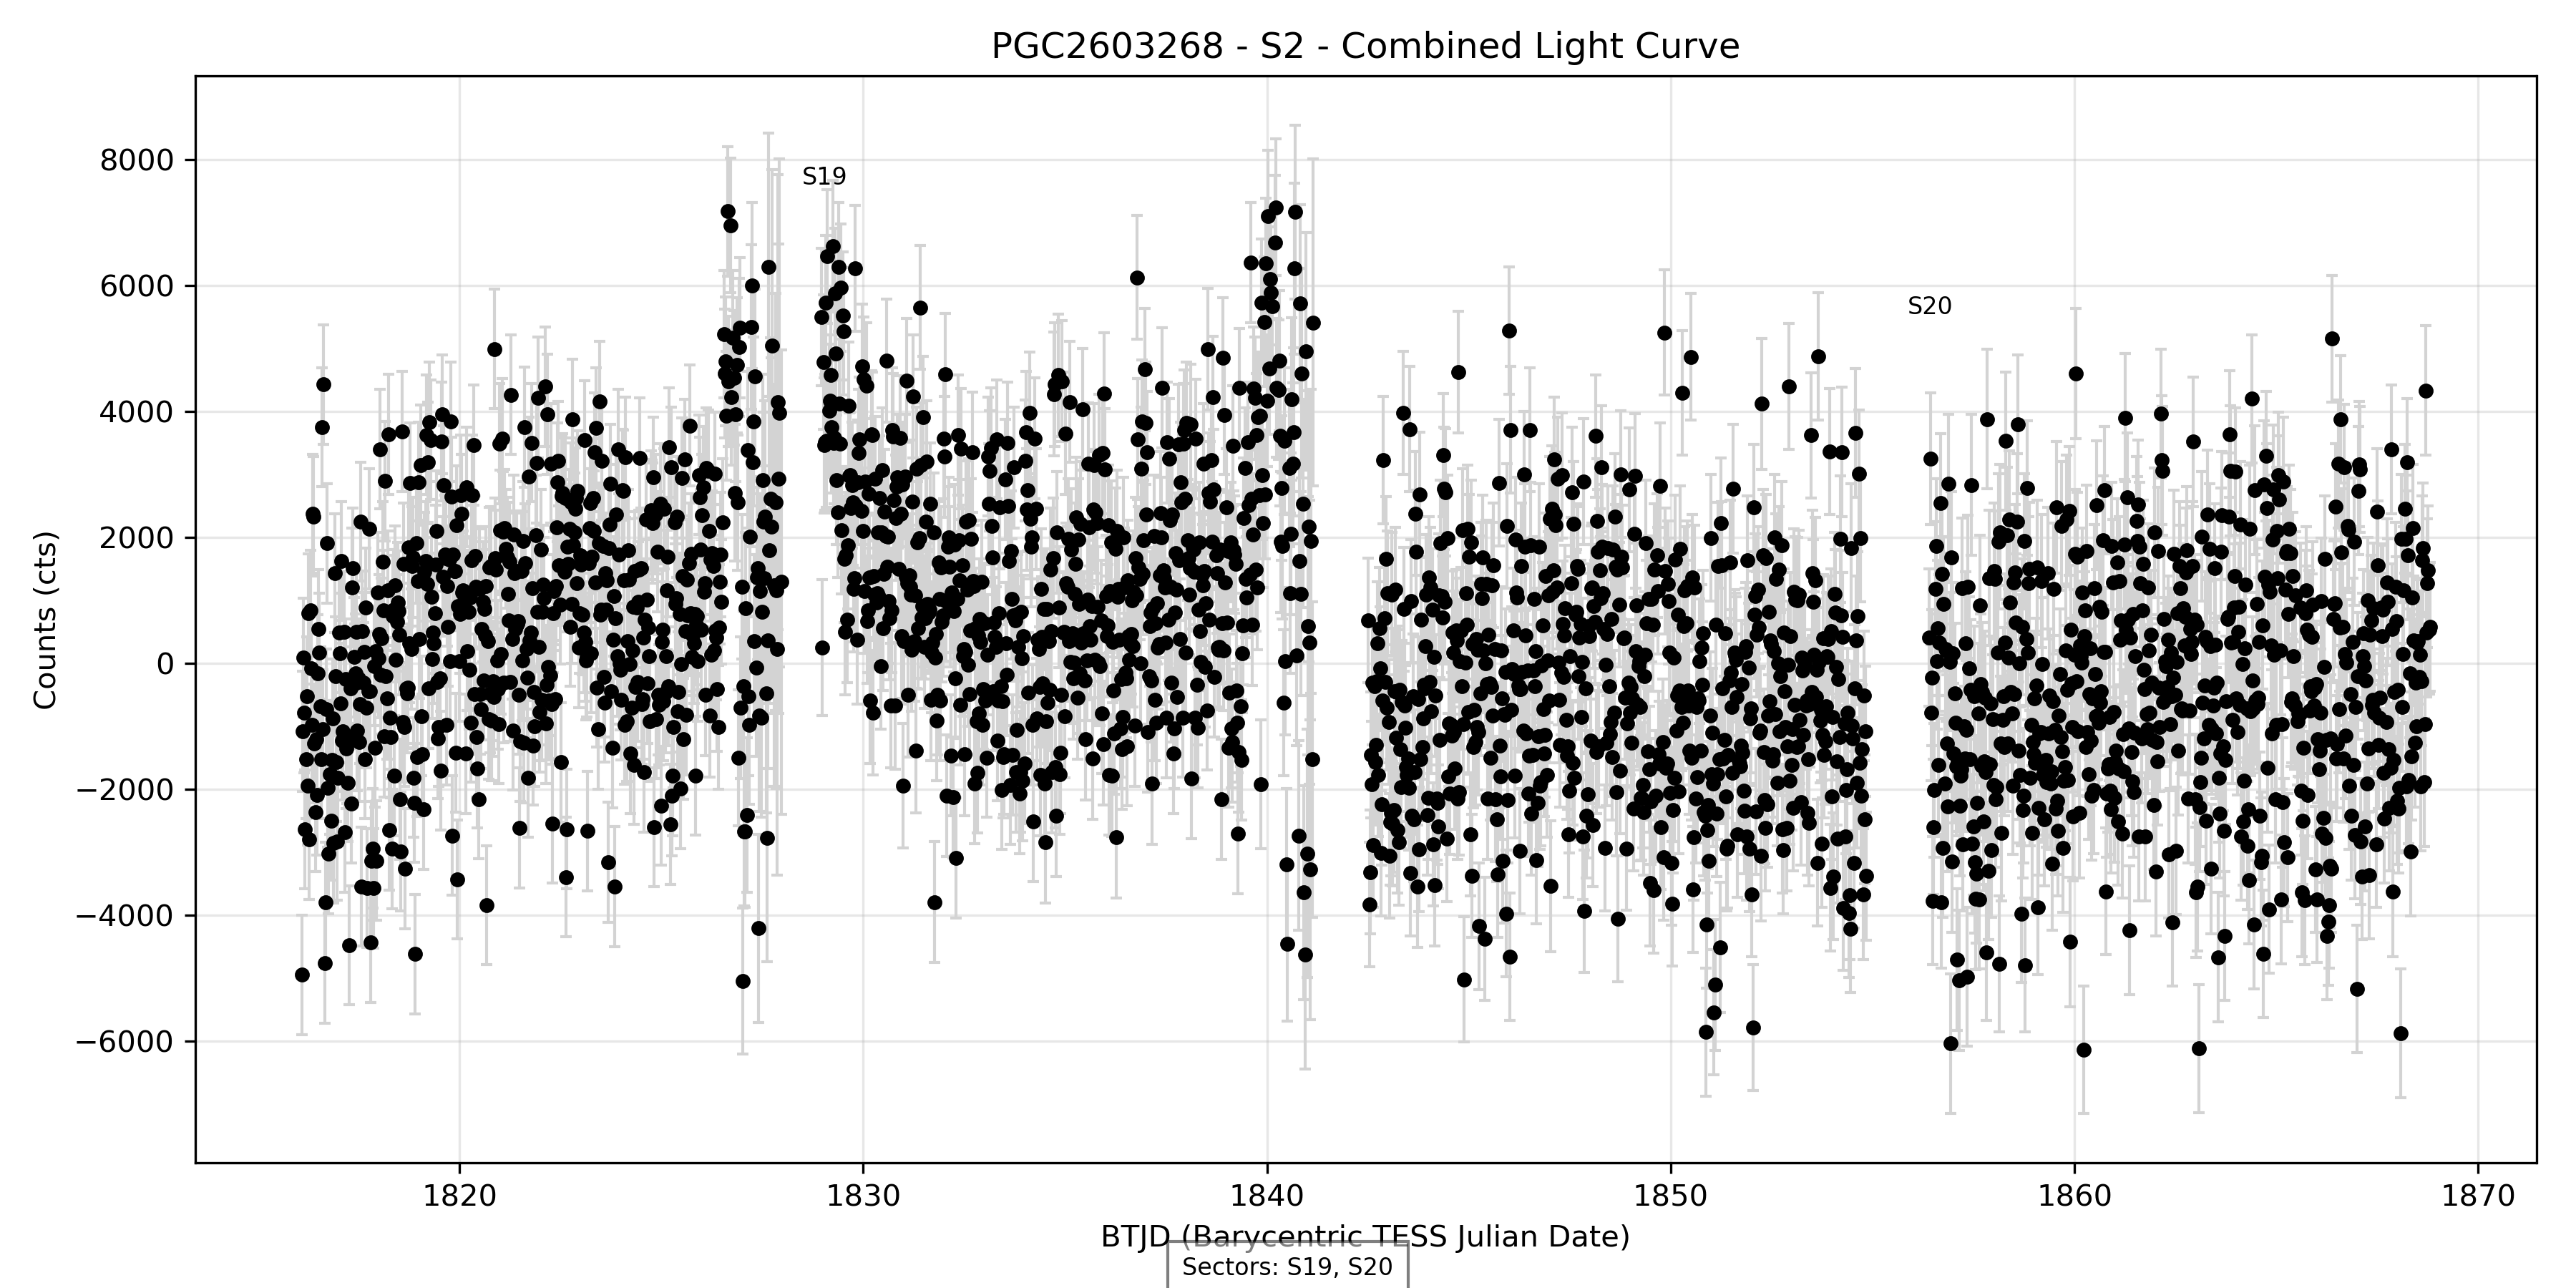 PGC2603268 - S2 - Combined Light Curve
8000
6000
4000
2000
0
−2000
−4000
−6000
Counts (cts)
S19
S20
1820
1830
1840
1850
1860
1870
BTJD (Barycentric TESS Julian Date)
Sectors: S19, S20